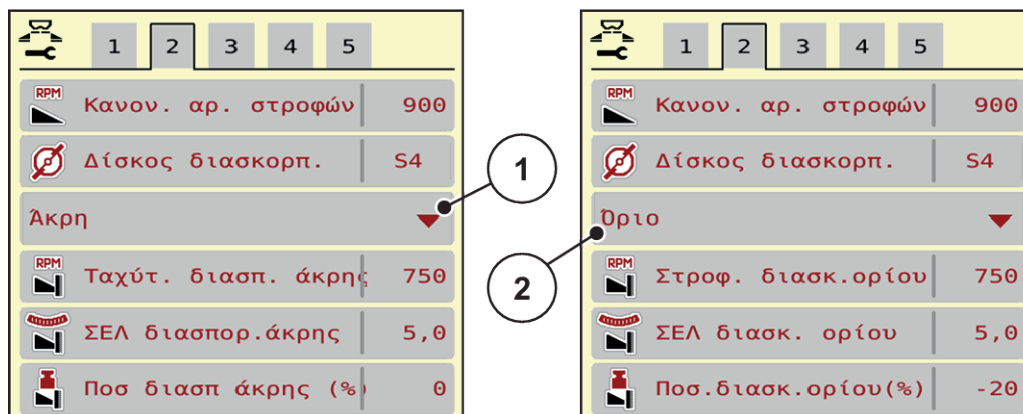 1 2 3 4 5
RPM Κανον. αρ. στροφών 900
Δίσκος διασκορπ. S4
Άκρη
RPM Ταχύτ. διασπ. άκρης 750
ΣΕΛ διασπορ.άκρης 5,0
Ποσ διασπ άκρης (%) 0
1
2
1 2 3 4 5
RPM Κανον. αρ. στροφών 900
Δίσκος διασκορπ. S4
Όριο
RPM Στροφ. διασκ.ορίου 750
ΣΕΛ διασκ. ορίου 5,0
Ποσ.διασκ.ορίου(%) -20